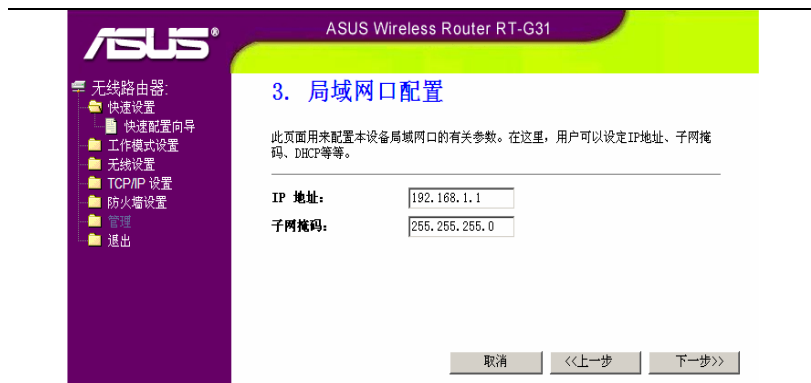 ASUS Wireless Router RT-G31
ASUS®
无线路由器:
快速设置
快速配置向导
工作模式设置
无线设置
TCP/IP 设置
防火墙设置
管理
退出
3. 局域网口配置
此页面用来配置本设备局域网口的有关参数。在这里，用户可以设定IP地址、子网掩
码、DHCP等等。
IP 地址: 192.168.1.1
子网掩码: 255.255.255.0
取消 <<上一步 下一步>>